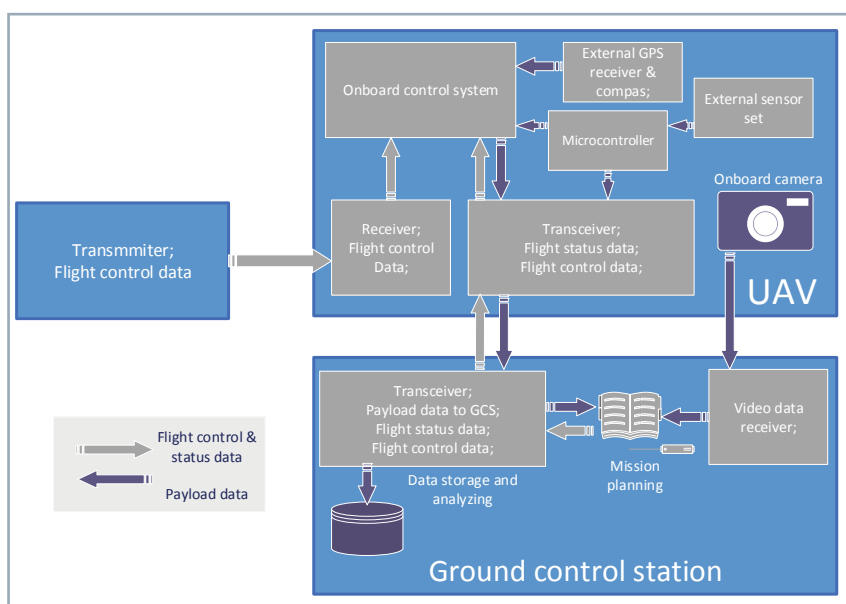 External GPS
receiver &
compas;
Onboard control system
External sensor
set
Microcontroller
Onboard camera
Transmmiter;
Flight control data
Receiver;
Flight control
Data;
Transceiver;
Flight status data;
Flight control data;
UAV
Transceiver;
Payload data to GCS;
Flight status data;
Flight control data;
Video data
receiver;
Flight control &
status data
Payload data
Data storage and
analyzing
Mission
planning
Ground control station